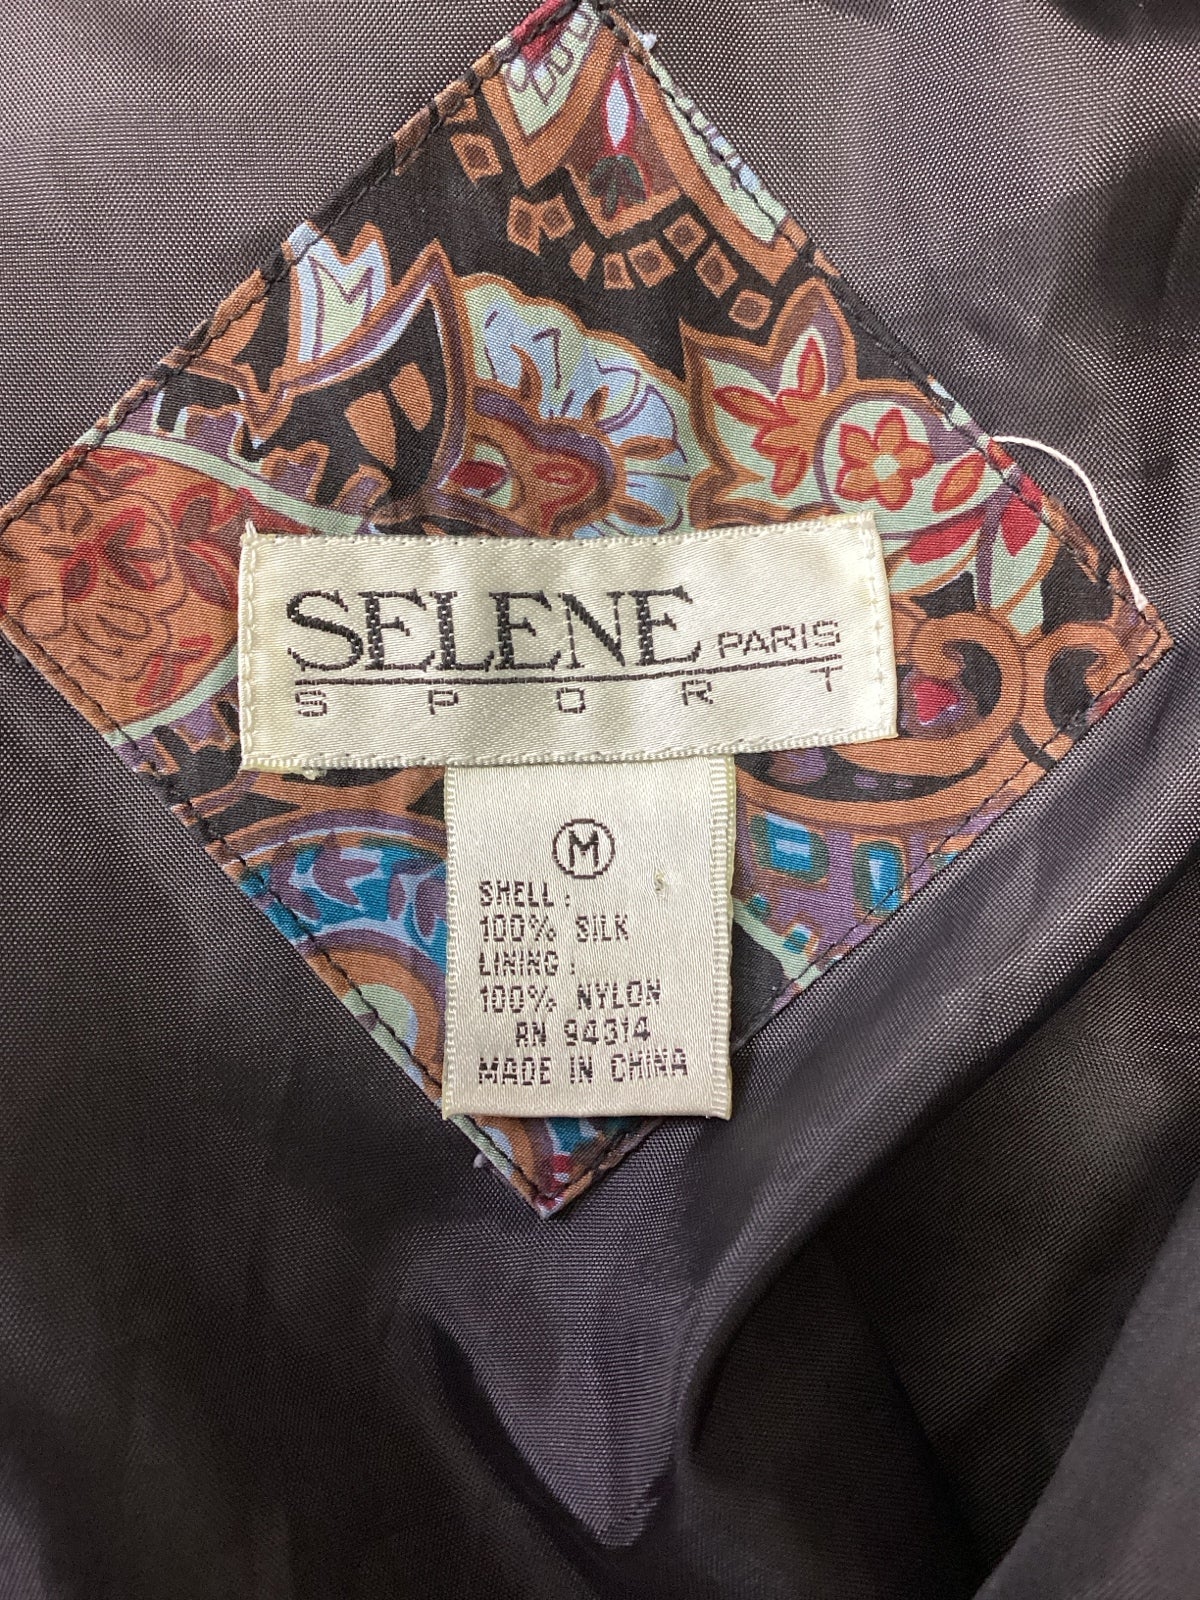 SELENE PARIS
SPORT
M
SHELL:
100% SILK
LINING:
100% NYLON
RN 94314
MADE IN CHINA